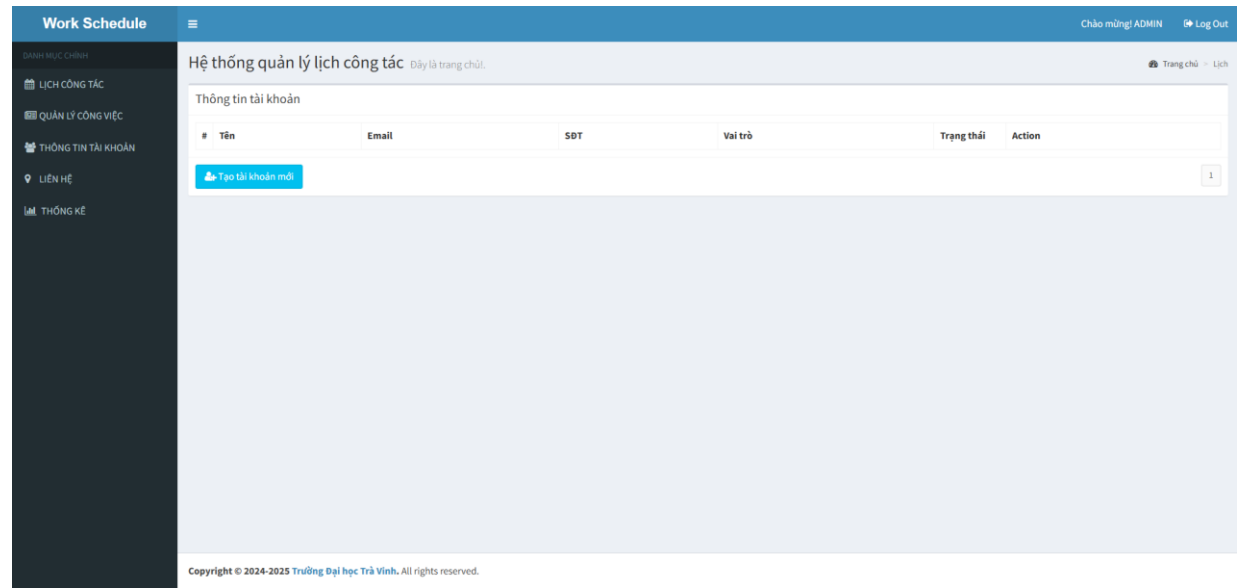 Work Schedule
Chào mừng! ADMIN Log Out
DANH MỤC CHÍNH
LỊCH CÔNG TÁC
QUẢN LÝ CÔNG VIỆC
THÔNG TIN TÀI KHOẢN
LIÊN HỆ
THỐNG KÊ
Hệ thống quản lý lịch công tác Đây là trang chủ!.
Trang chủ > Lịch
Thông tin tài khoản
# Tên Email SĐT Vai trò Trạng thái Action
Tạo tài khoản mới
1
Copyright © 2024-2025 Trường Đại học Trà Vinh. All rights reserved.